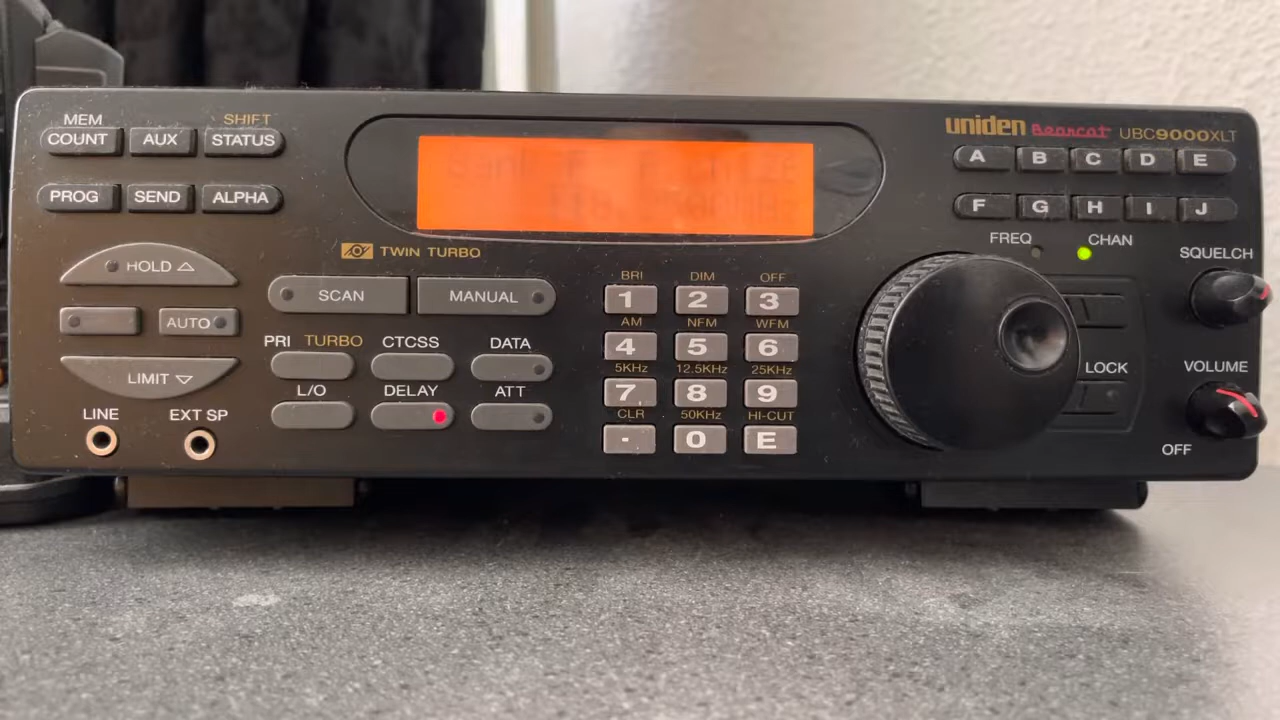 MEM
COUNT
AUX
SHIFT
STATUS
PROG
SEND
ALPHA
HOLD
AUTO
LIMIT
LINE
EXT SP
TWIN TURBO
SCAN
MANUAL
PRI TURBO
CTCSS
DATA
L/O
DELAY
ATT
BRI DIM OFF
1 2 3
AM NFM WFM
4 5 6
5KHz 12.5KHz 25KHz
7 8 9
CLR 50KHz HI-CUT
. 0 E
uniden Bearcat UBC9000XLT
A B C D E
F G H I J
FREQ
CHAN
SQUELCH
LOCK
VOLUME
OFF